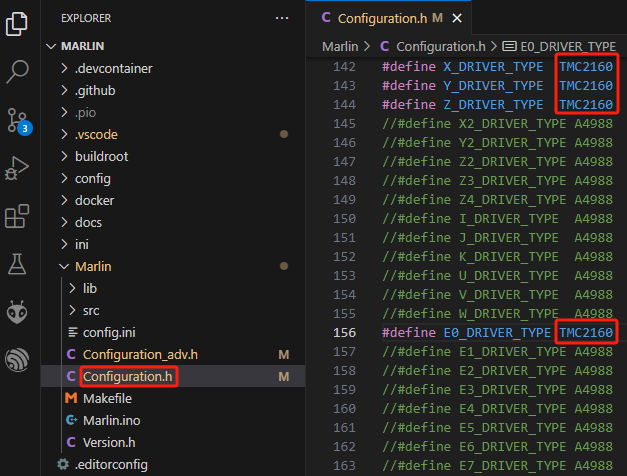 EXPLORER
MARLIN
.devcontainer
.github
.pio
.vscode
buildroot
config
docker
docs
ini
Marlin
lib
src
config.ini
Configuration_adv.h M
Configuration.h M
Makefile
Marlin.ino
Version.h
.editorconfig
3
Configuration.h M
Marlin > Configuration.h > E0_DRIVER_TYPE
142 #define X_DRIVER_TYPE TMC2160
143 #define Y_DRIVER_TYPE TMC2160
144 #define Z_DRIVER_TYPE TMC2160
145 //#define X2_DRIVER_TYPE A4988
146 //#define Y2_DRIVER_TYPE A4988
147 //#define Z2_DRIVER_TYPE A4988
148 //#define Z3_DRIVER_TYPE A4988
149 //#define Z4_DRIVER_TYPE A4988
150 //#define I_DRIVER_TYPE A4988
151 //#define J_DRIVER_TYPE A4988
152 //#define K_DRIVER_TYPE A4988
153 //#define U_DRIVER_TYPE A4988
154 //#define V_DRIVER_TYPE A4988
155 //#define W_DRIVER_TYPE A4988
156 #define E0_DRIVER_TYPE TMC2160
157 //#define E1_DRIVER_TYPE A4988
158 //#define E2_DRIVER_TYPE A4988
159 //#define E3_DRIVER_TYPE A4988
160 //#define E4_DRIVER_TYPE A4988
161 //#define E5_DRIVER_TYPE A4988
162 //#define E6_DRIVER_TYPE A4988
163 //#define E7_DRIVER_TYPE A4988